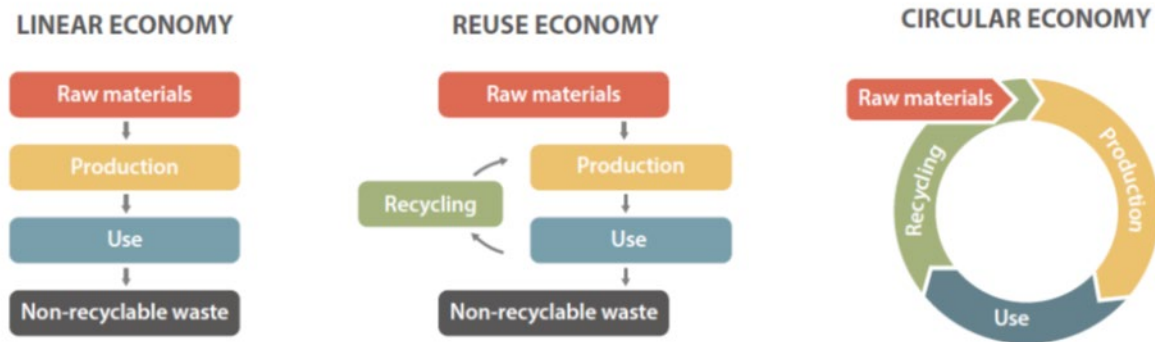 LINEAR ECONOMY
Raw materials
Production
Use
Non-recyclable waste
REUSE ECONOMY
Raw materials
Production
Recycling
Use
Non-recyclable waste
CIRCULAR ECONOMY
Raw materials
Production
Use
Recycling